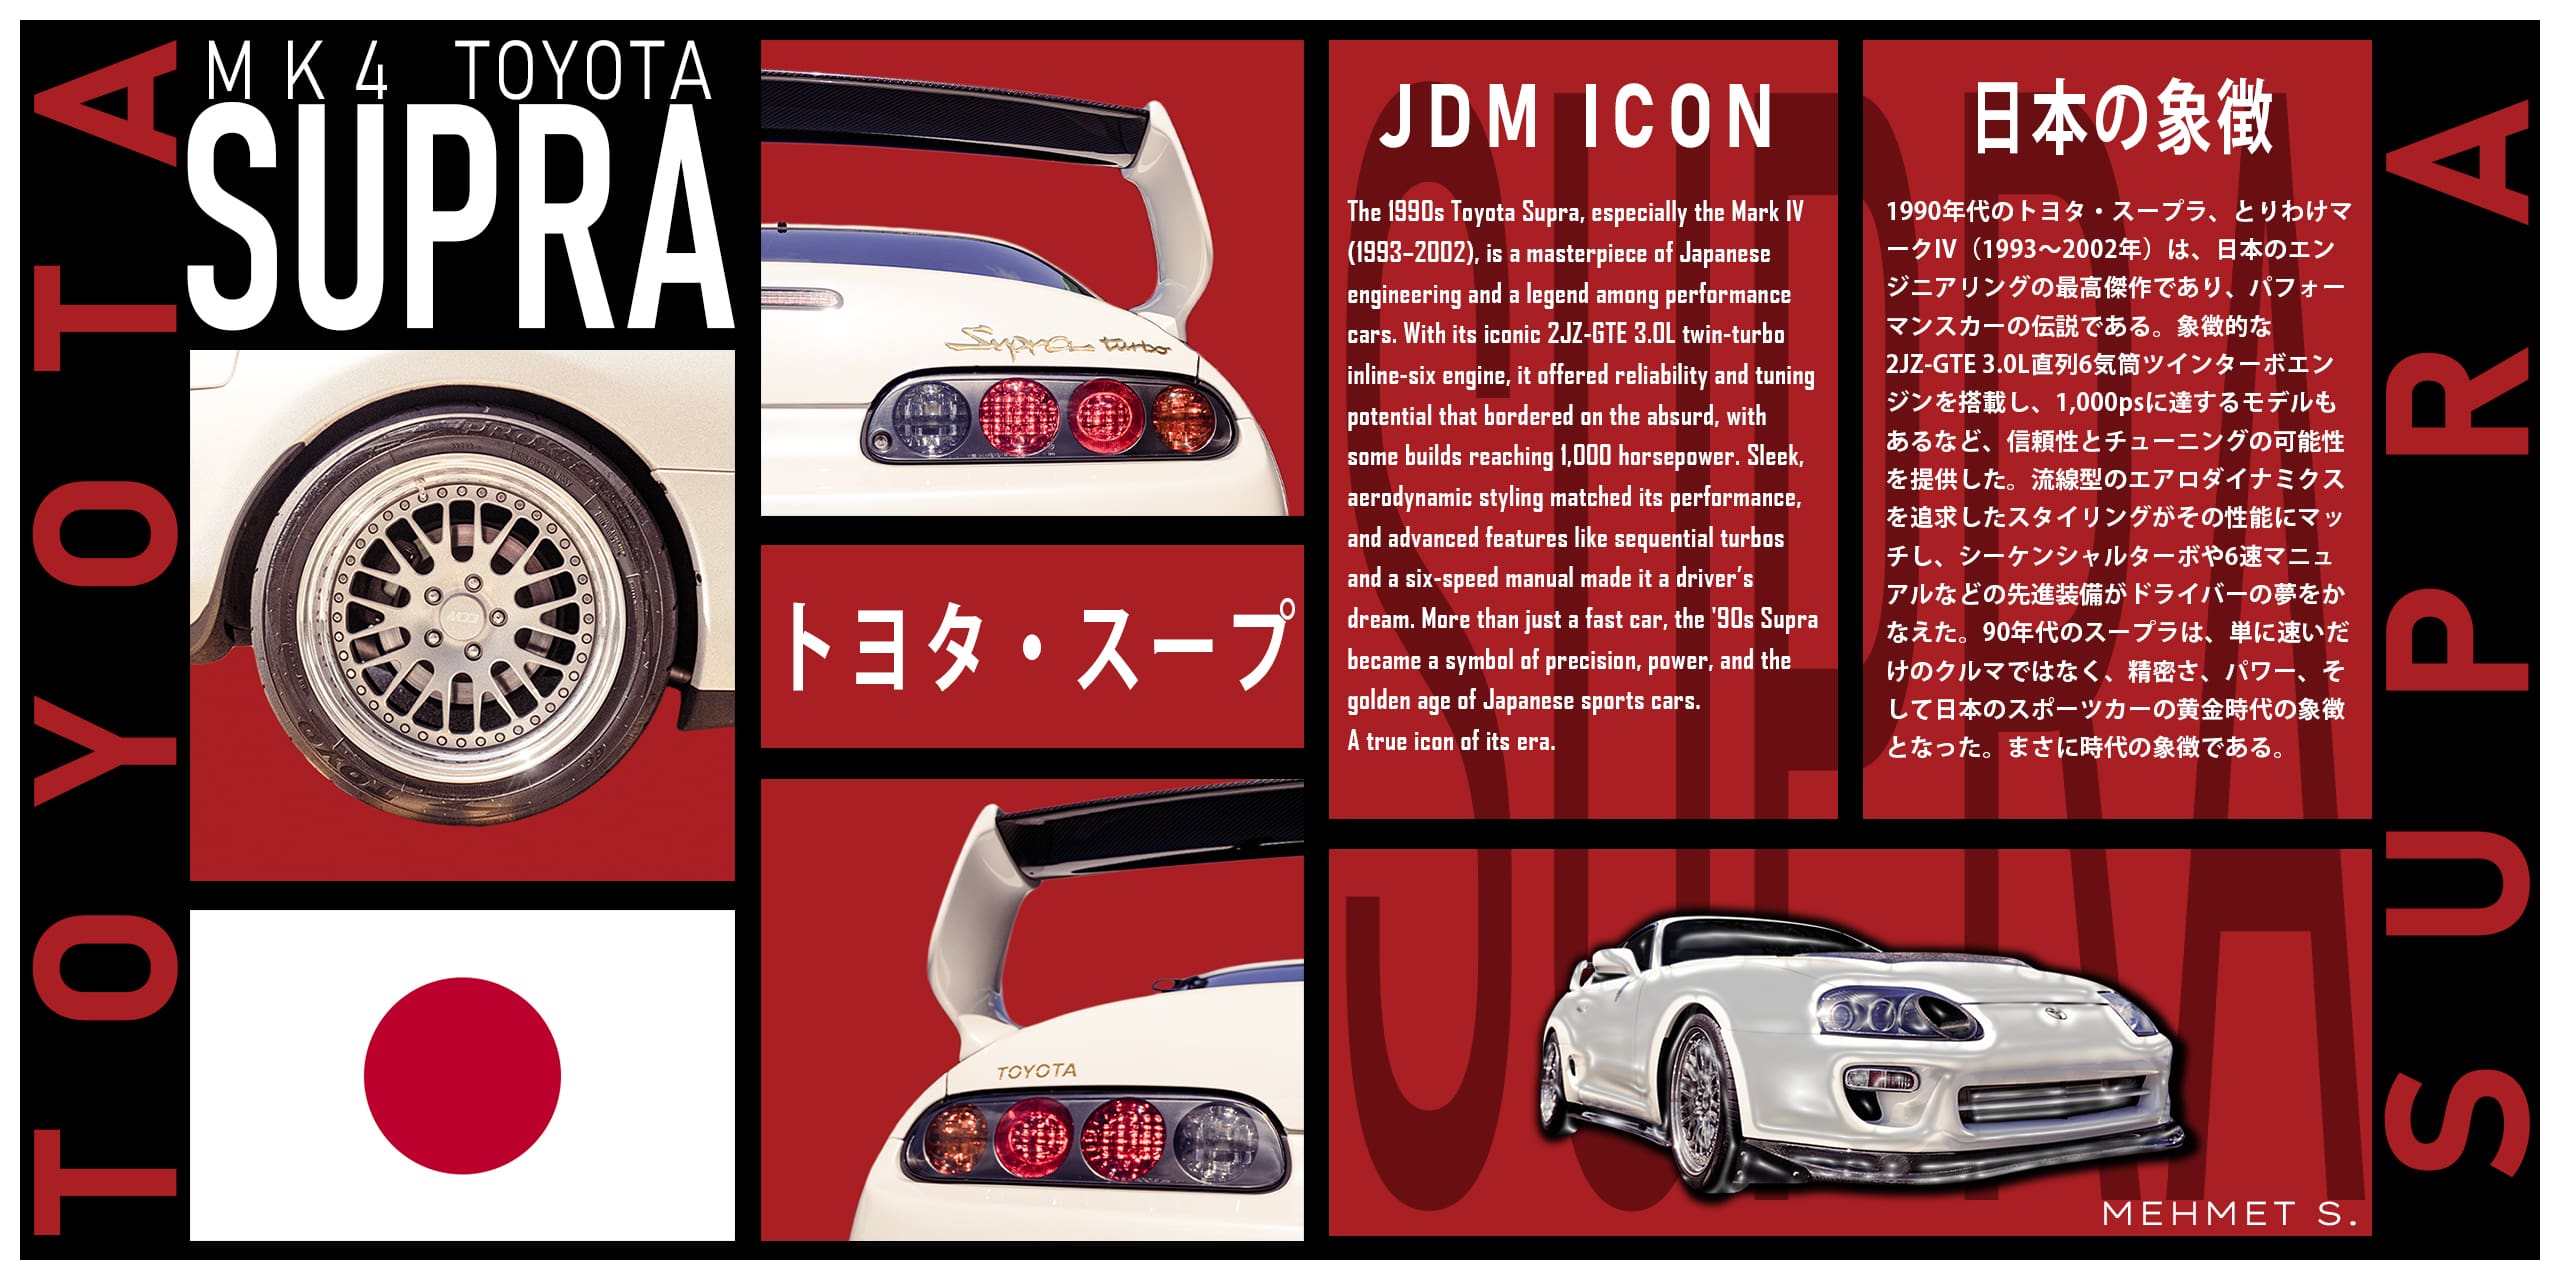 TOYOTA
MK4 TOYOTA
SUPRA
Supra turbo
トヨタ・スープ
TOYOTA
JDM ICON
The 1990s Toyota Supra, especially the Mark IV
(1993–2002), is a masterpiece of Japanese
engineering and a legend among performance
cars. With its iconic 2JZ-GTE 3.0L twin-turbo
inline-six engine, it offered reliability and tuning
potential that bordered on the absurd, with
some builds reaching 1,000 horsepower. Sleek,
aerodynamic styling matched its performance,
and advanced features like sequential turbos
and a six-speed manual made it a driver’s
dream. More than just a fast car, the '90s Supra
became a symbol of precision, power, and the
golden age of Japanese sports cars.
A true icon of its era.
日本の象徴
1990年代のトヨタ・スープラ、とりわけマ
ークIV（1993～2002年）は、日本のエン
ジニアリングの最高傑作であり、パフォー
マンスカーの伝説である。象徴的な
2JZ-GTE 3.0L直列6気筒ツインターボエン
ジンを搭載し、1,000psに達するモデルも
あるなど、信頼性とチューニングの可能性
を提供した。流線型のエアロダイナミクス
を追求したスタイリングがその性能にマッ
チし、シーケンシャルターボや6速マニュ
アルなどの先進装備がドライバーの夢をか
なえた。90年代のスープラは、単に速いだ
けのクルマではなく、精密さ、パワー、そ
して日本のスポーツカーの黄金時代の象徴
となった。まさに時代の象徴である。
SUPRA
MEHMET S.
SUPRA